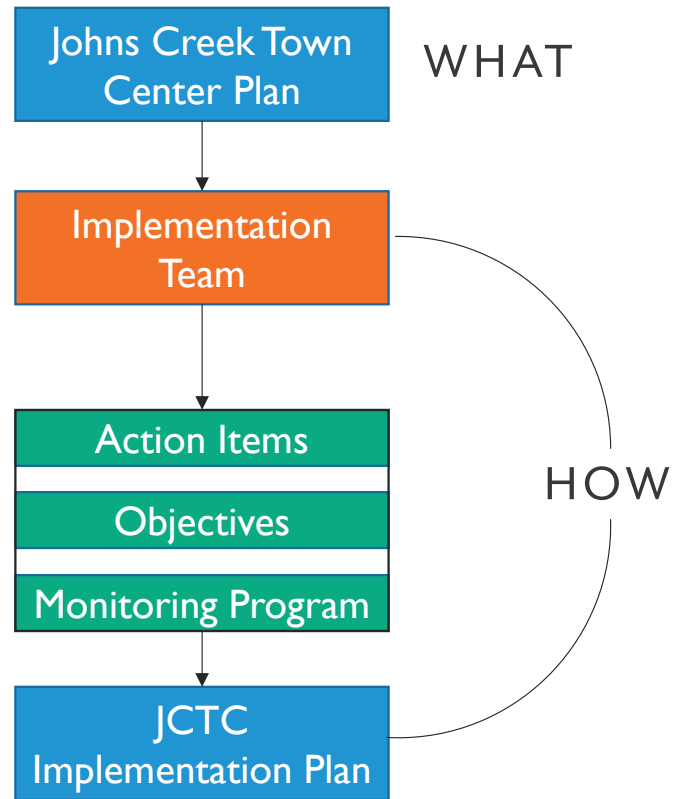 Johns Creek Town
Center Plan
WHAT
Implementation
Team
Action Items
Objectives
HOW
Monitoring Program
JCTC
Implementation Plan